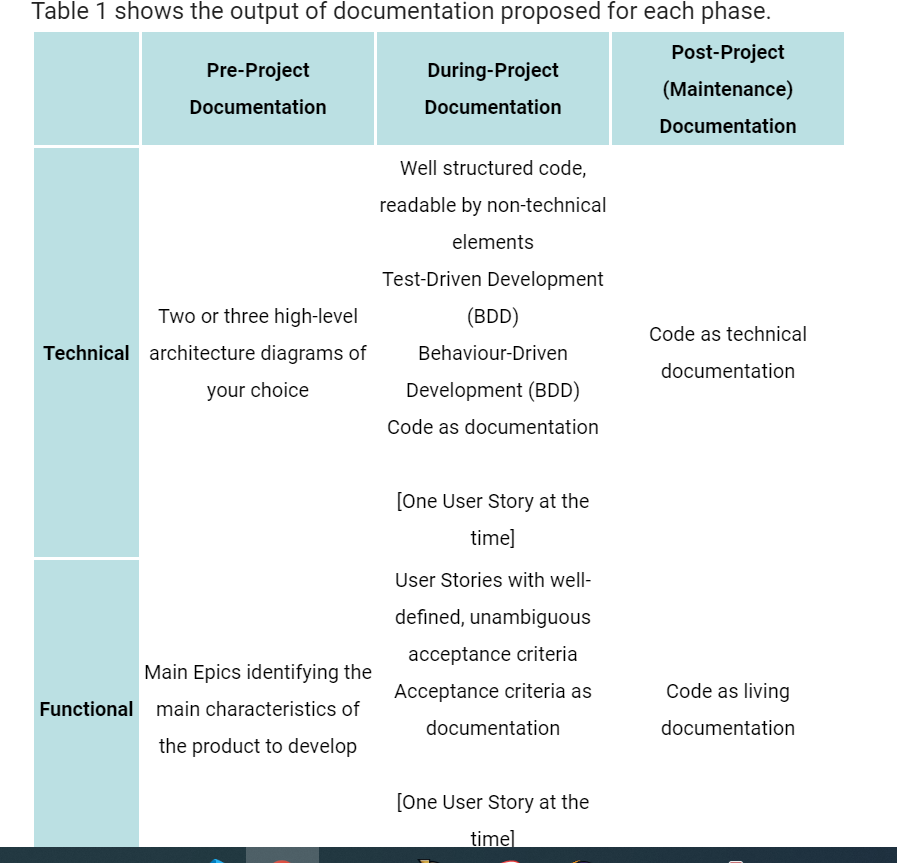 Table 1 shows the output of documentation proposed for each phase.
Pre-Project
Documentation
During-Project
Documentation
Post-Project
(Maintenance)
Documentation
Technical
Two or three high-level
architecture diagrams of
your choice
Well structured code,
readable by non-technical
elements
Test-Driven Development
(BDD)
Behaviour-Driven
Development (BDD)
Code as documentation
[One User Story at the
time]
Code as technical
documentation
Functional
Main Epics identifying the
main characteristics of
the product to develop
User Stories with well-
defined, unambiguous
acceptance criteria
Acceptance criteria as
documentation
[One User Story at the
time]
Code as living
documentation